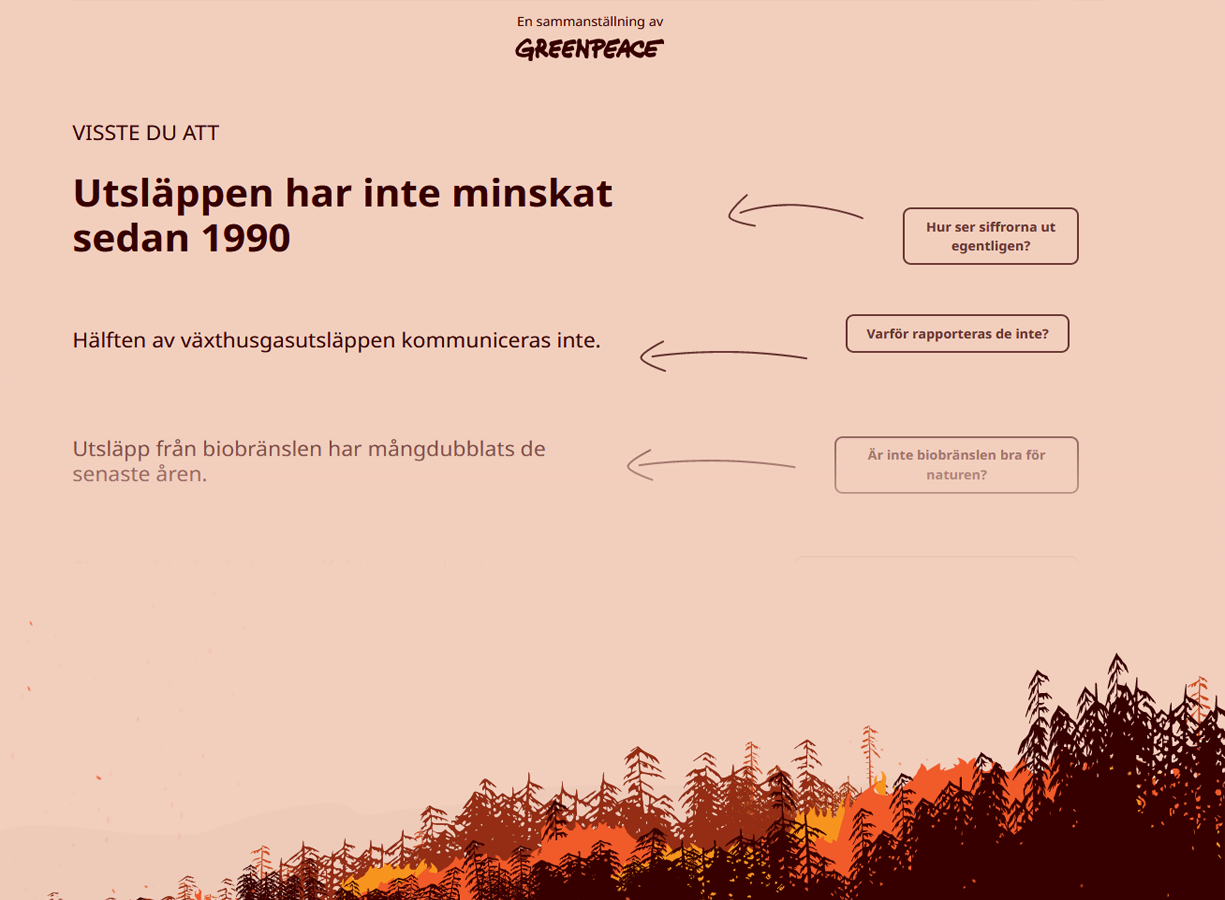 En sammanställning av
GREENPEACE
VISSTE DU ATT
Utsläppen har inte minskat
sedan 1990
Hur ser siffrorna ut
egentligen?
Hälften av växthusgasutsläppen kommuniceras inte.
Varför rapporteras de inte?
Utsläpp från biobränslen har mångdubblats de
senaste åren.
Är inte biobränslen bra för
naturen?